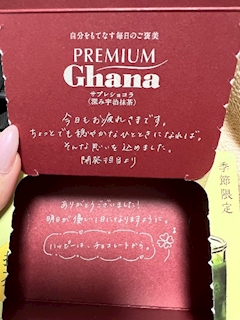 自分をもてなす毎日のご褒美
PREMIUM
Ghana
サブレショコラ
〈深み宇治抹茶〉
今日もお疲れさまです。
ちょっとでも穏やかなひとときになれば。
そんな思いを込めました。
開発担当より
ありがとうございました!
明日が優しい1日になりますように。
ハッピーは、チョコレートから。
季節限定